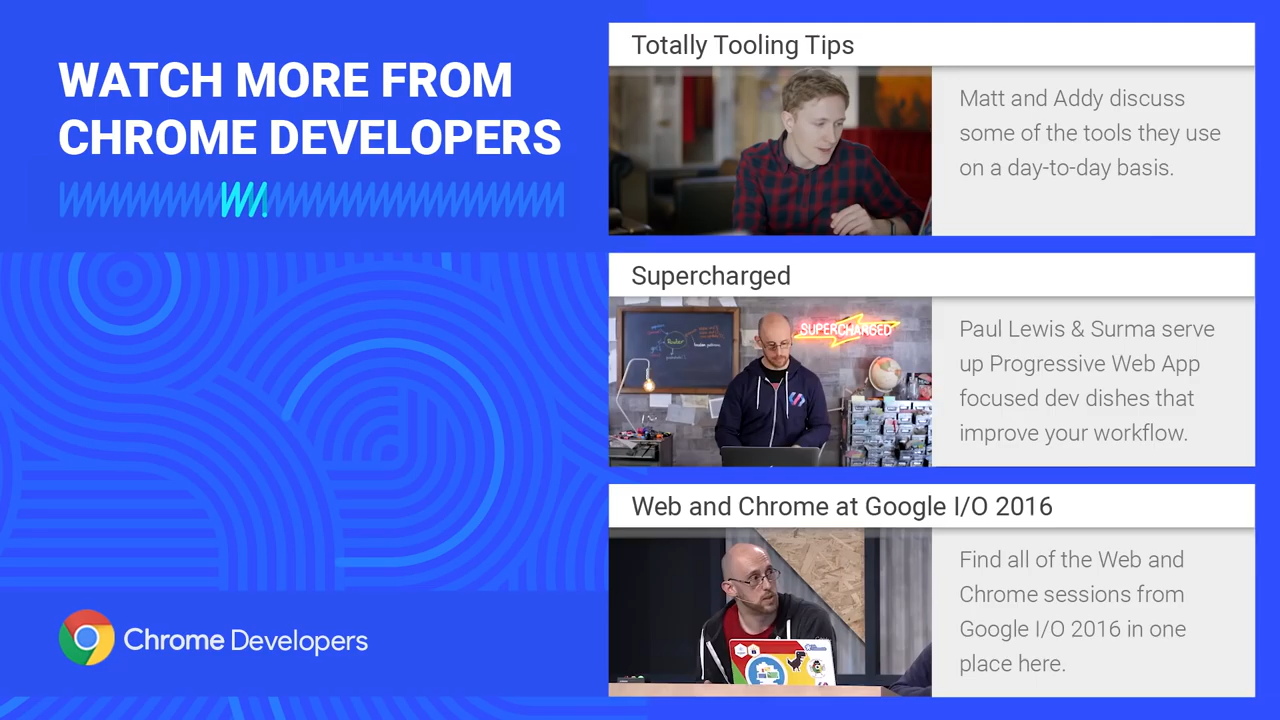 WATCH MORE FROM
CHROME DEVELOPERS
Chrome Developers
Totally Tooling Tips
Matt and Addy discuss
some of the tools they use
on a day-to-day basis.
Supercharged
SUPERCHARGED
Router
Paul Lewis & Surma serve
up Progressive Web App
focused dev dishes that
improve your workflow.
Web and Chrome at Google I/O 2016
Find all of the Web and
Chrome sessions from
Google I/O 2016 in one
place here.